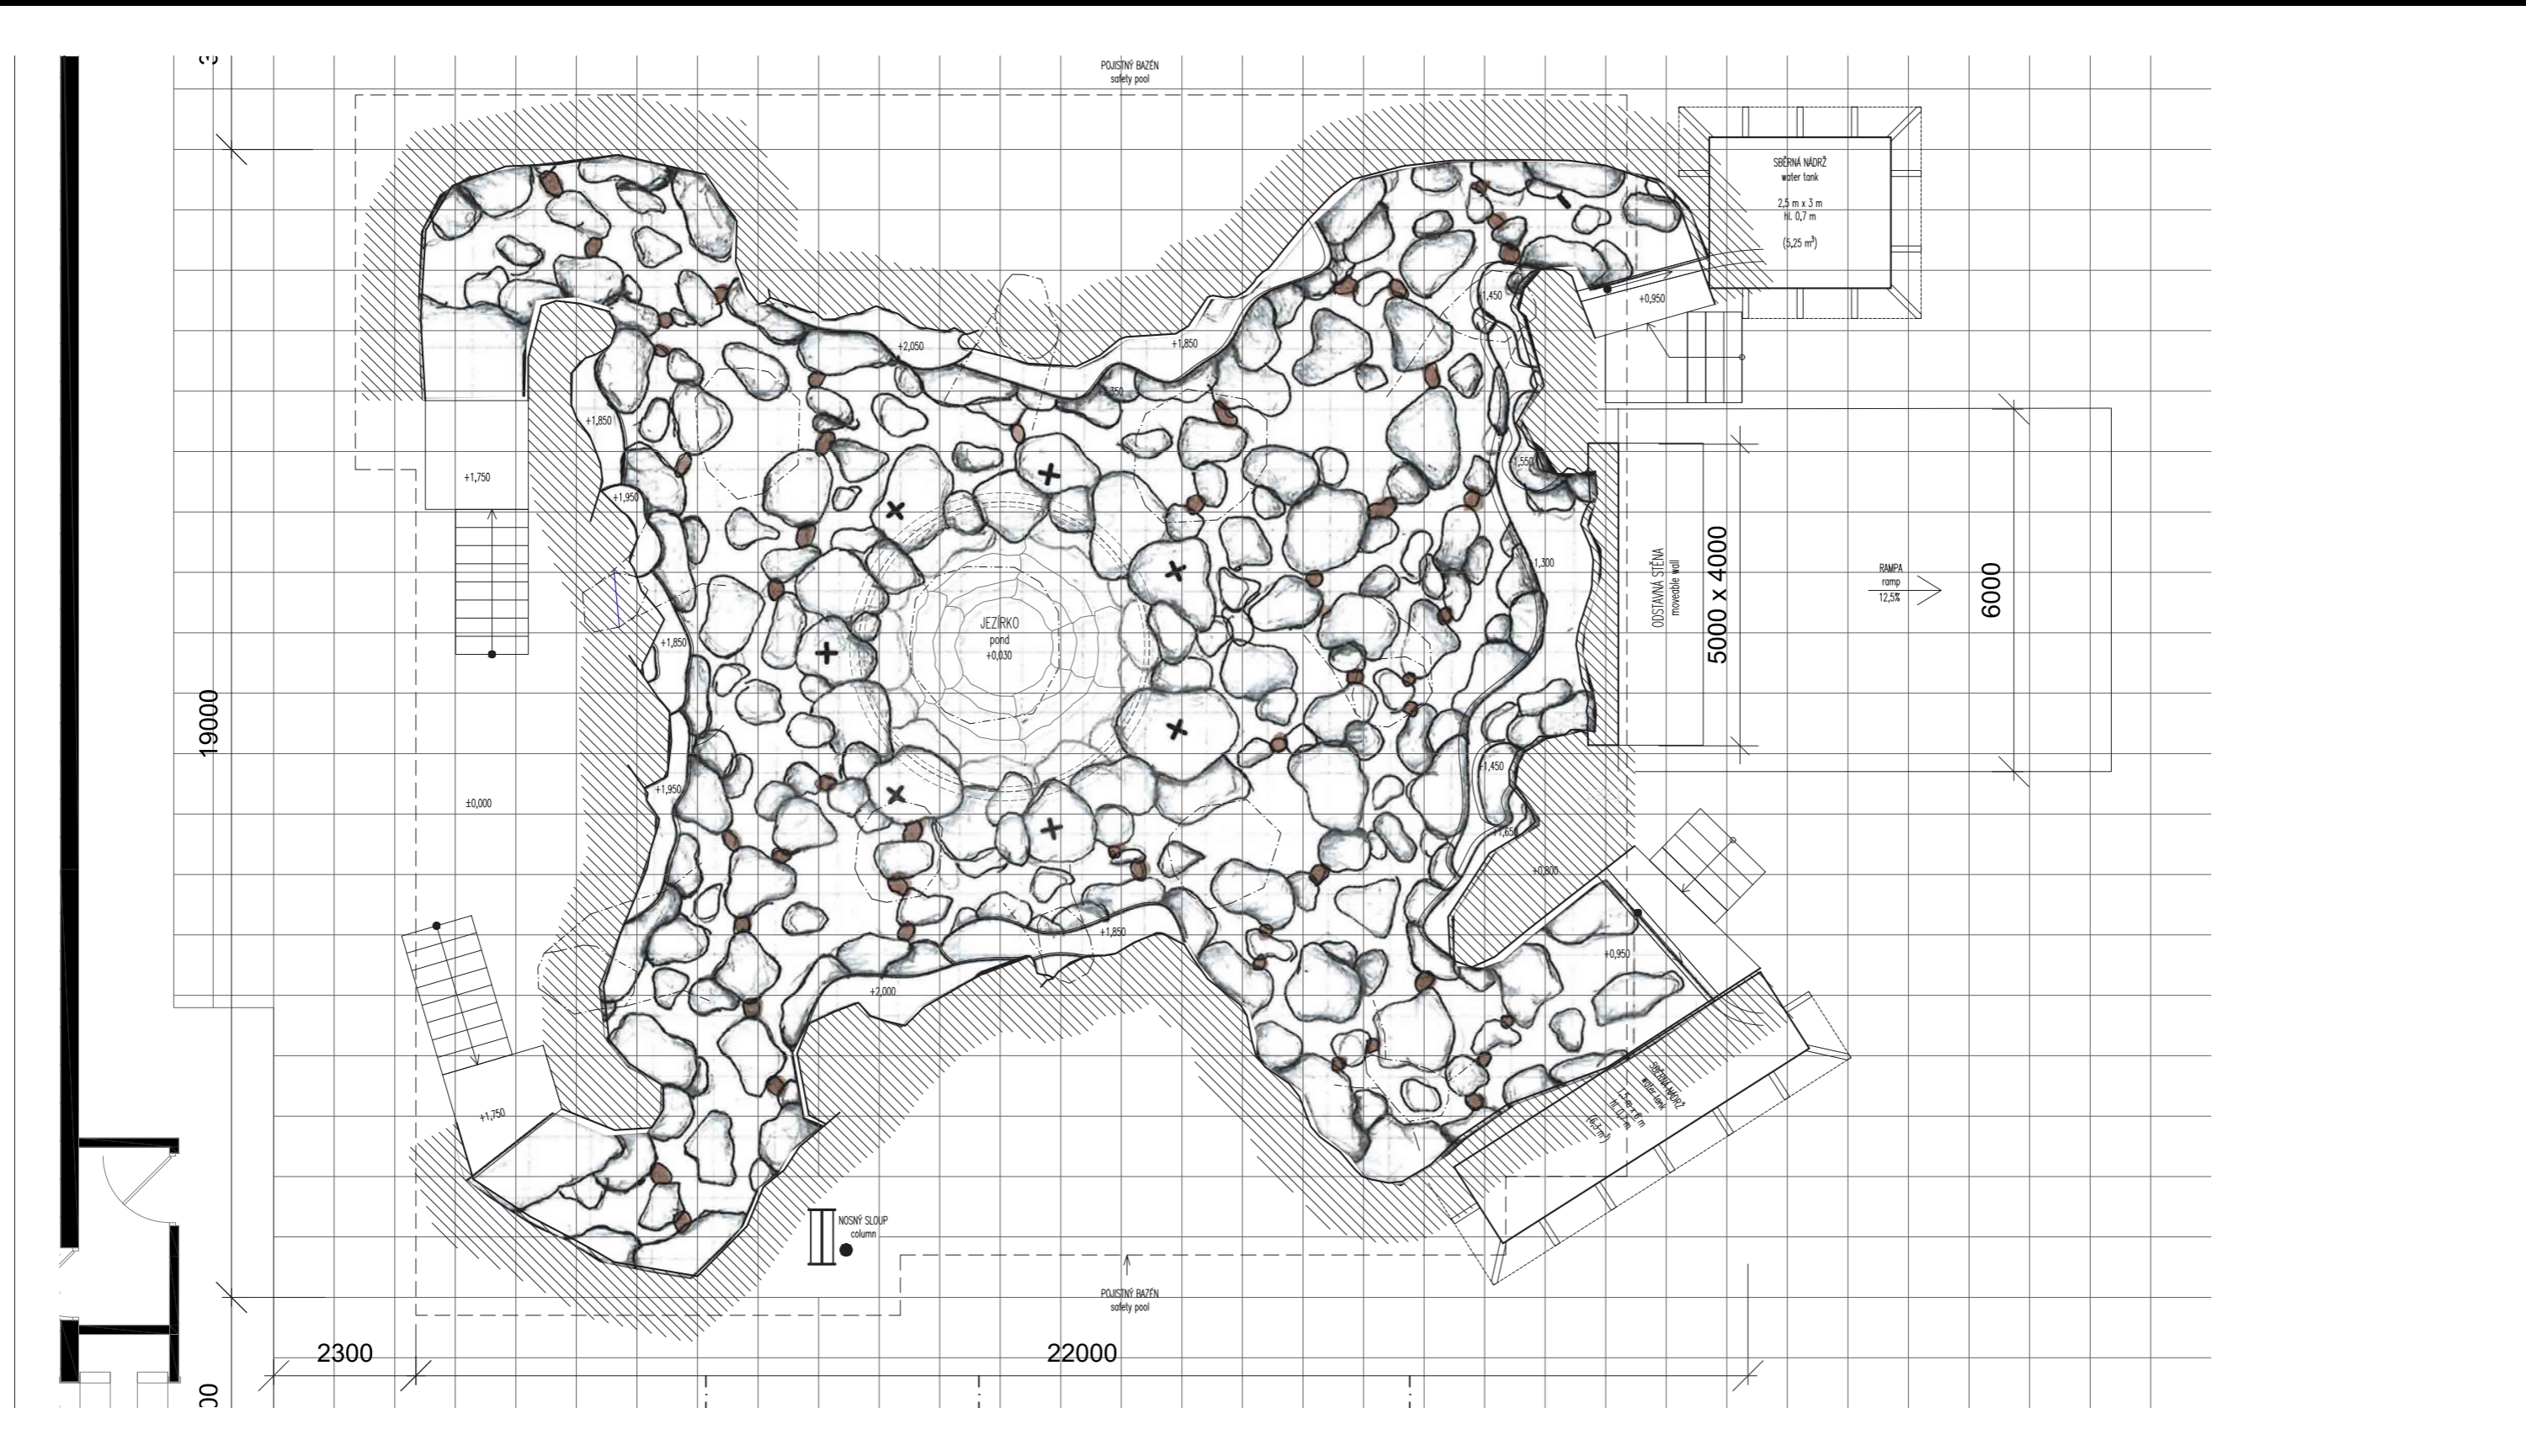 POJISTNÝ BAZÉN
safety pool
SBĚRNÁ NÁDRŽ
water tank
2,5 m x 3 m
hl. 0,7 m
(5,25 m³)
+1,450
+0,950
+2,050
+1,850
+1,850
+1,550
+1,750
+1,950
+1,300
ODSTAVNÁ STĚNA
moveable wall
5000 x 4000
RAMPA
ramp
12,5%
6000
JEZÍRKO
pond
+0,030
+1,850
19000
+1,450
+1,950
±0,000
+1,650
+0,800
+1,850
+0,950
+2,000
SBĚRNÁ NÁDRŽ
water tank
+1,750
NOSNÝ SLOUP
column
POJISTNÝ BAZÉN
safety pool
2300
22000